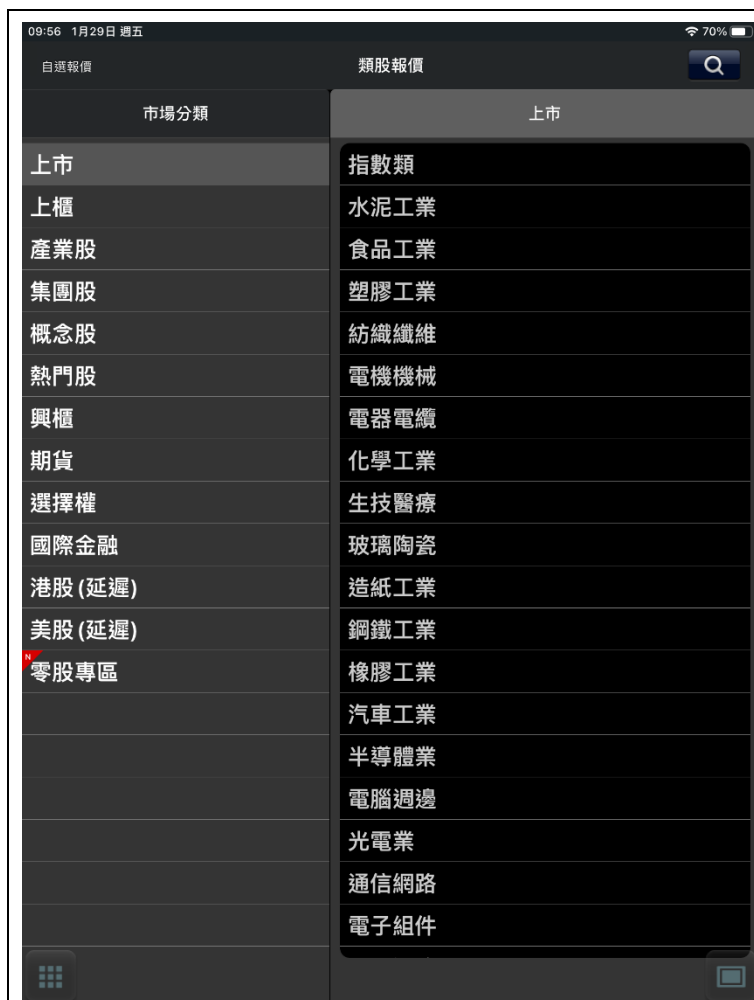 09:56 1月29日 週五
70%
自選報價
類股報價
市場分類
上市
上市
上櫃
產業股
集團股
概念股
熱門股
興櫃
期貨
選擇權
國際金融
港股(延遲)
美股(延遲)
N
零股專區
指數類
水泥工業
食品工業
塑膠工業
紡織纖維
電機機械
電器電纜
化學工業
生技醫療
玻璃陶瓷
造紙工業
鋼鐵工業
橡膠工業
汽車工業
半導體業
電腦週邊
光電業
通信網路
電子組件